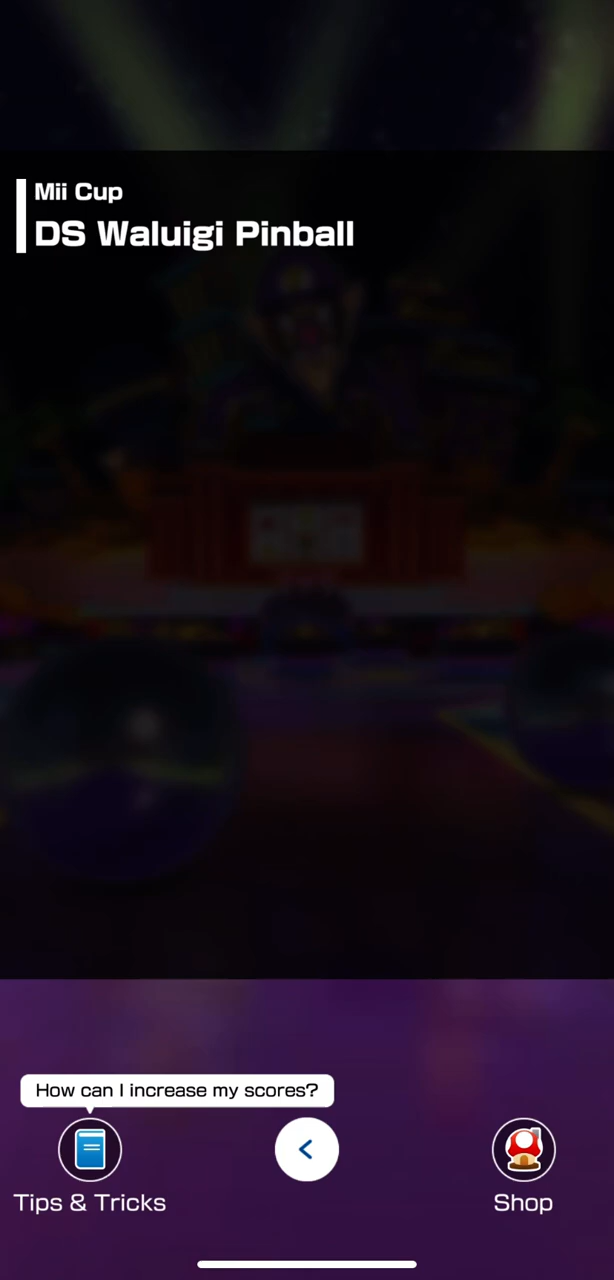 Mii Cup
DS Waluigi Pinball
How can I increase my scores?
Tips & Tricks
Shop